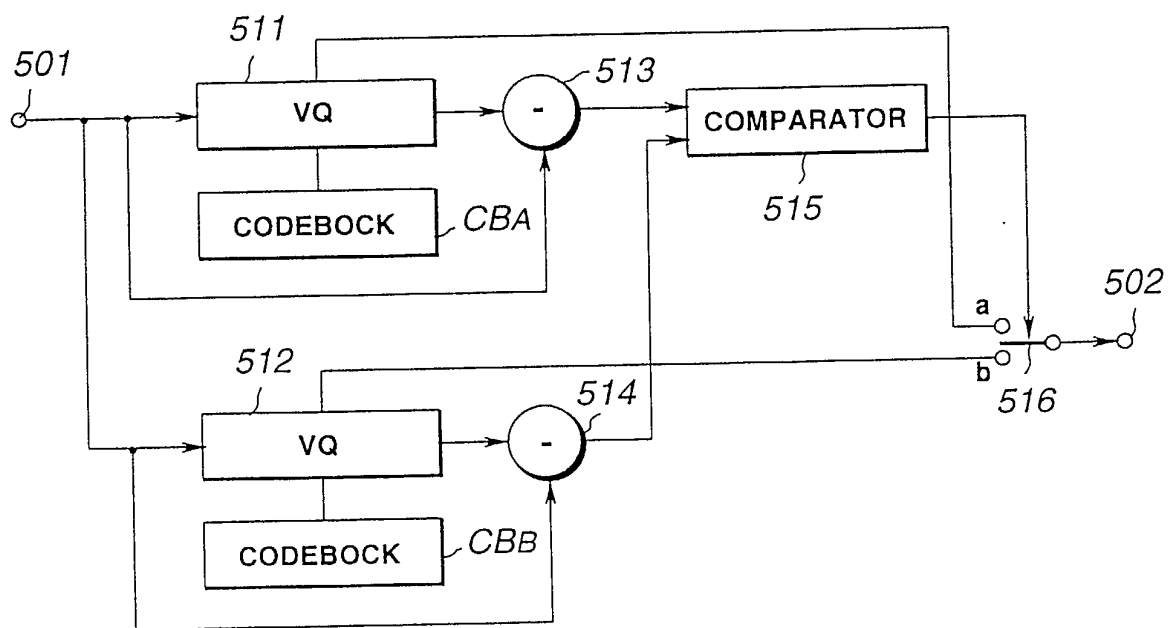 511
501
VQ
-
513
COMPARATOR
515
CODEBOCK
CBA
a
502
b
516
512
VQ
-
514
CODEBOCK
CBB